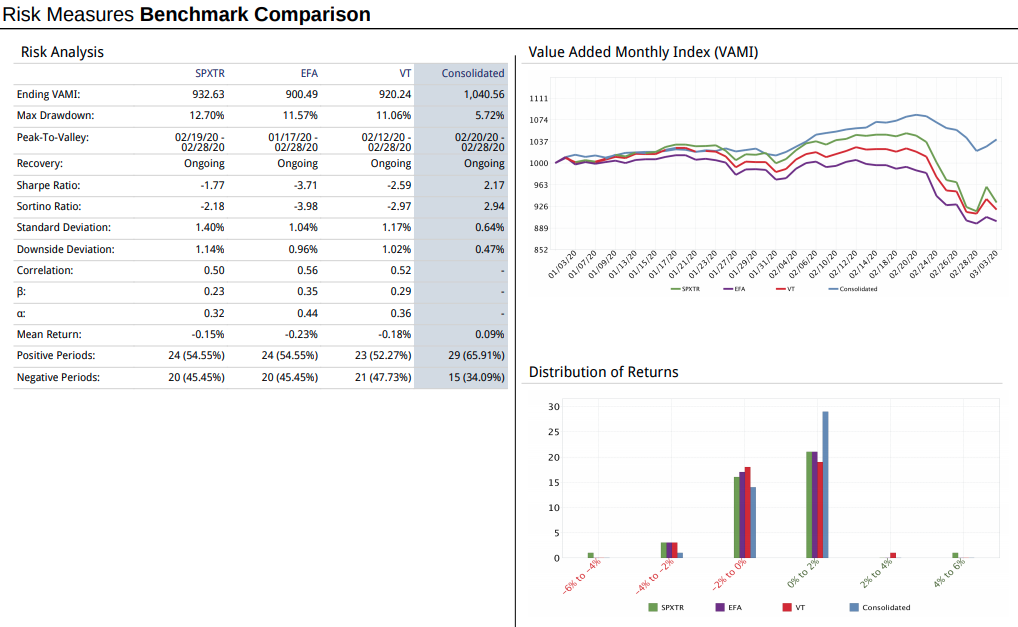 Risk Measures Benchmark Comparison
Risk Analysis
SPXTR EFA VT Consolidated
Ending VAMI: 932.63 900.49 920.24 1,040.56
Max Drawdown: 12.70% 11.57% 11.06% 5.72%
Peak-To-Valley: 02/19/20 - 01/17/20 - 02/12/20 - 02/20/20 -
02/28/20 02/28/20 02/28/20 02/28/20
Recovery: Ongoing Ongoing Ongoing Ongoing
Sharpe Ratio: -1.77 -3.71 -2.59 2.17
Sortino Ratio: -2.18 -3.98 -2.97 2.94
Standard Deviation: 1.40% 1.04% 1.17% 0.64%
Downside Deviation: 1.14% 0.96% 1.02% 0.47%
Correlation: 0.50 0.56 0.52 -
β: 0.23 0.35 0.29 -
α: 0.32 0.44 0.36 -
Mean Return: -0.15% -0.23% -0.18% 0.09%
Positive Periods: 24 (54.55%) 24 (54.55%) 23 (52.27%) 29 (65.91%)
Negative Periods: 20 (45.45%) 20 (45.45%) 21 (47.73%) 15 (34.09%)
Value Added Monthly Index (VAMI)
1111
1074
1037
1000
963
926
889
852
01/03/20 01/07/20 01/09/20 01/13/20 01/15/20 01/17/20 01/21/20 01/23/20 01/27/20 01/29/20 01/31/20 02/04/20 02/06/20 02/10/20 02/12/20 02/14/20 02/18/20 02/20/20 02/24/20 02/26/20 02/28/20 03/03/20
SPXTR EFA VT Consolidated
Distribution of Returns
30
25
20
15
10
5
0
-6% to -4% -4% to -2% -2% to 0% 0% to 2% 2% to 4% 4% to 6%
SPXTR EFA VT Consolidated